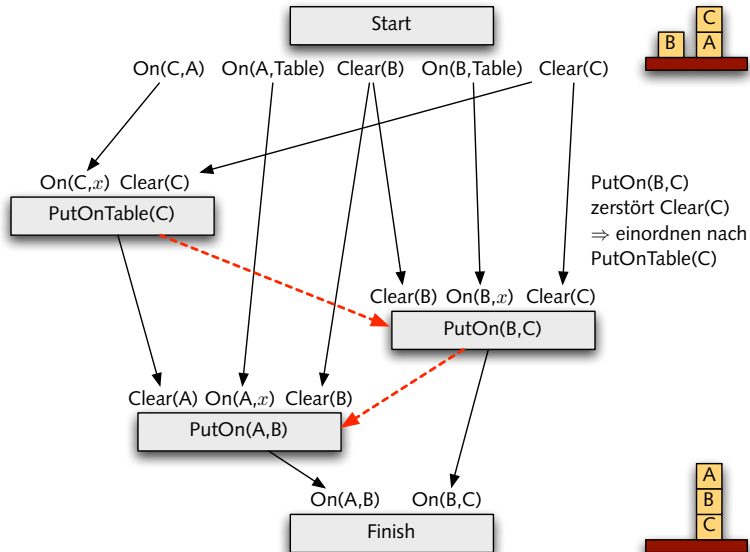 Start
C
B A
On(C,A) On(A,Table) Clear(B) On(B,Table) Clear(C)
On(C,x) Clear(C)
PutOnTable(C)
PutOn(B,C)
zerstört Clear(C)
⇒ einordnen nach
PutOnTable(C)
Clear(B) On(B,x) Clear(C)
PutOn(B,C)
Clear(A) On(A,x) Clear(B)
PutOn(A,B)
On(A,B) On(B,C)
Finish
A
B
C